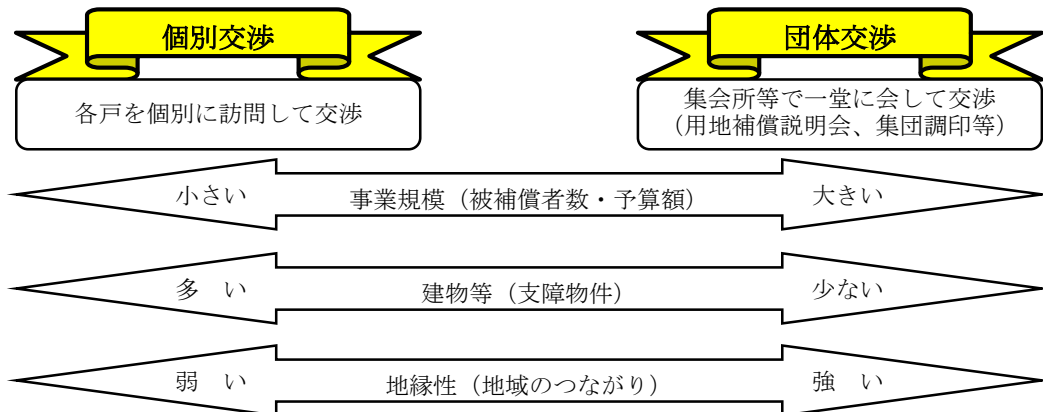 個別交渉
団体交渉
各戸を個別に訪問して交渉
集会所等で一堂に会して交渉
（用地補償説明会、集団調印等）
小さい 事業規模（被補償者数・予算額） 大きい
多　い 建物等（支障物件） 少ない
弱　い 地縁性（地域のつながり） 強　い